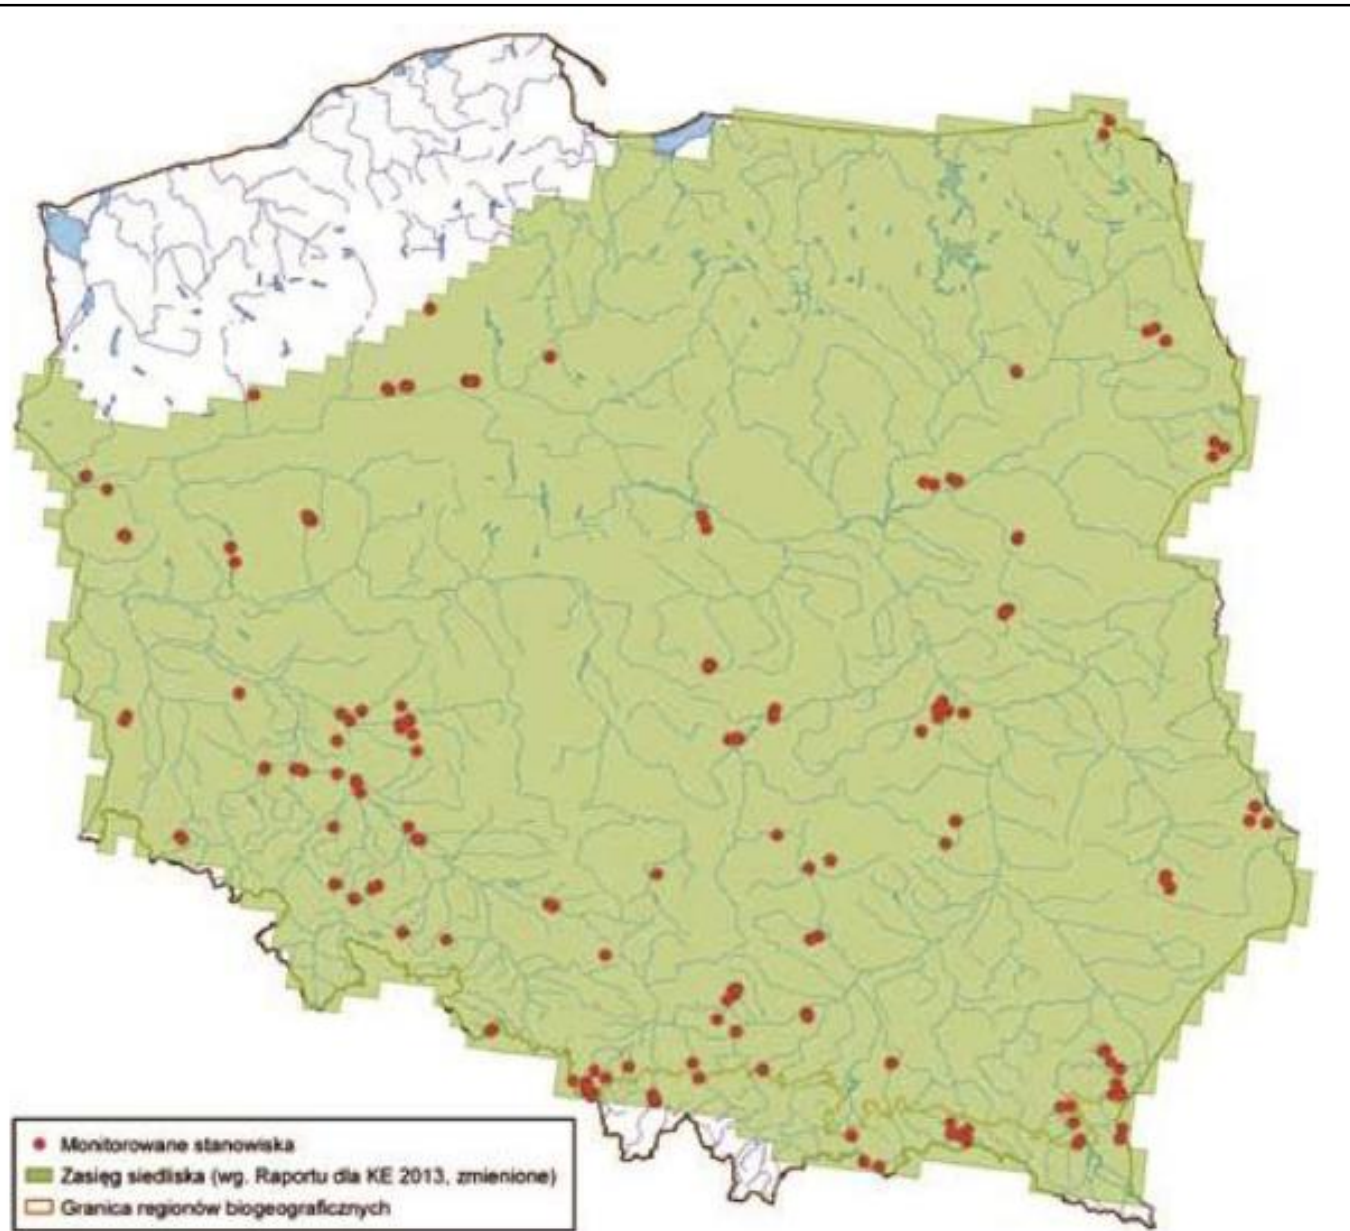 Monitorowane stanowiska
Zasięg siedliska (wg. Raportu dla KE 2013, zmienione)
Granica regionów biogeograficznych